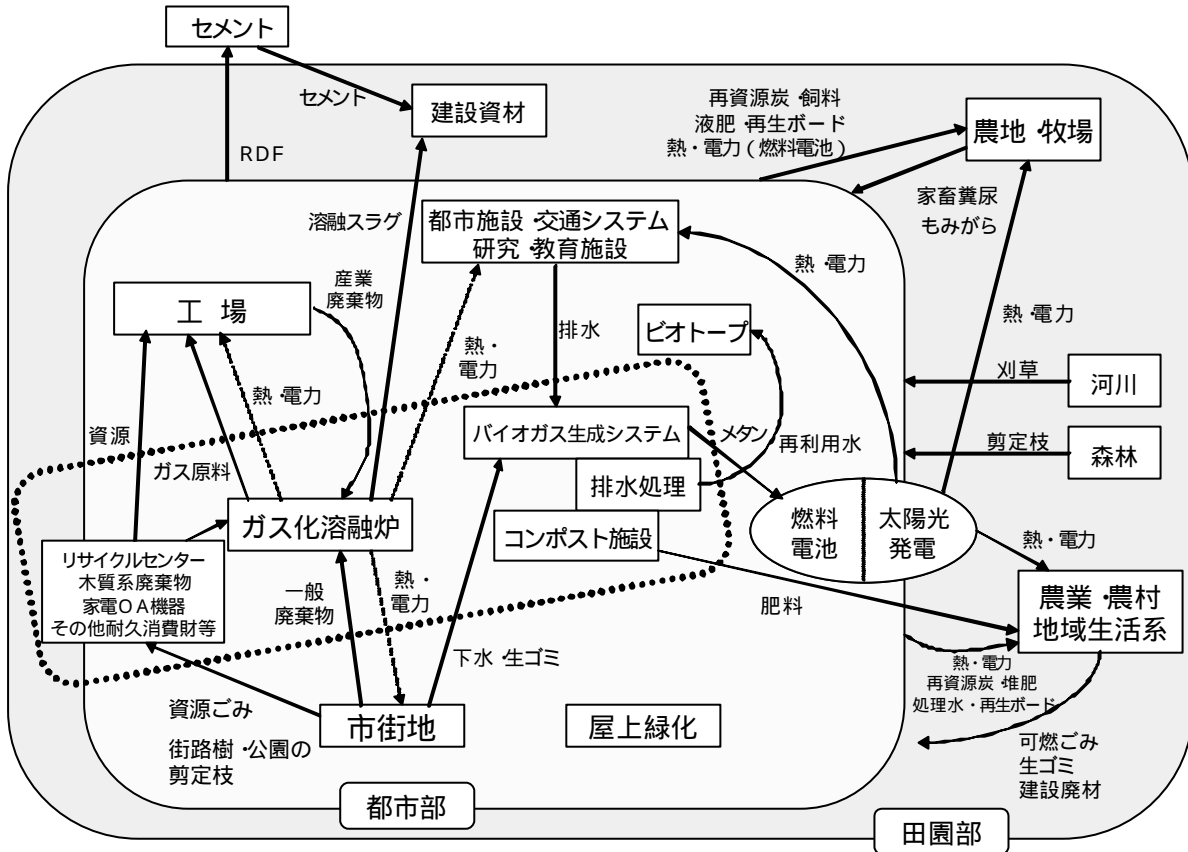 セメント
セメント
建設資材
RDF
再資源炭・飼料
液肥・再生ボード
熱・電力(燃料電池)
農地・牧場
家畜糞尿
もみがら
溶融スラグ
都市施設・交通システム
研究・教育施設
熱・電力
産業
廃棄物
工 場
熱・
電力
排水
ビオトープ
熱・電力
熱・電力
刈草
河川
資源
ガス原料
バイオガス生成システム
メタン
再利用水
剪定枝
森林
排水処理
ガス化溶融炉
コンポスト施設
燃料
電池
太陽光
発電
熱・電力
リサイクルセンター
木質系廃棄物
家電OA機器
その他耐久消費財等
一般
廃棄物
熱・
電力
肥料
農業・農村
地域生活系
下水・生ゴミ
熱・電力
再資源炭・堆肥
処理水・再生ボード
資源ごみ
街路樹・公園の
剪定枝
市街地
屋上緑化
可燃ごみ
生ゴミ
建設廃材
都市部
田園部